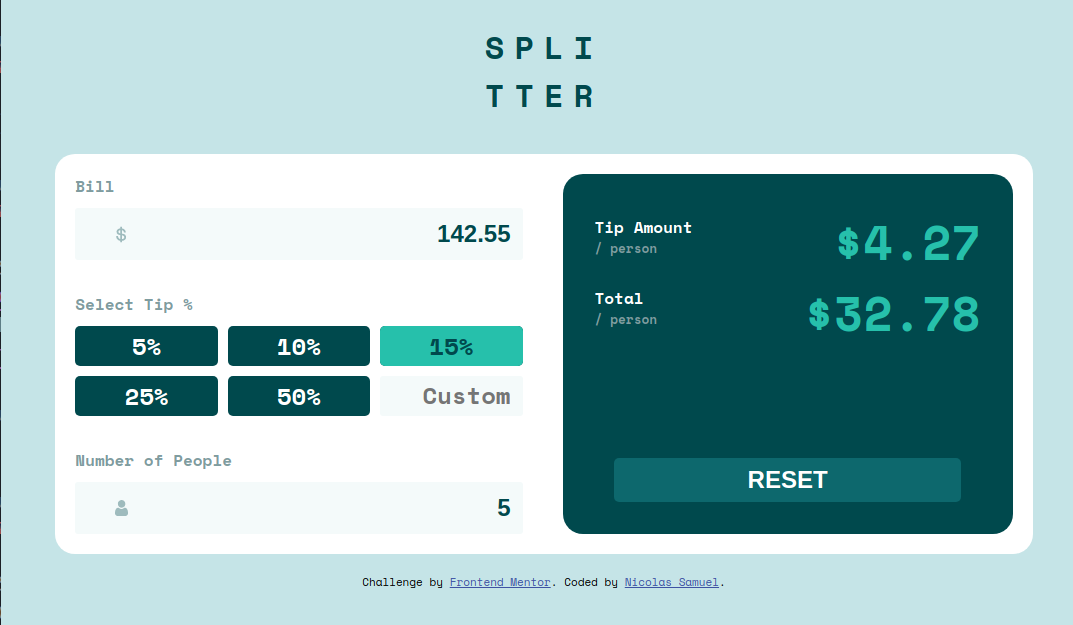 SPLI
TTER
Bill
$ 142.55
Select Tip %
5% 10% 15%
25% 50% Custom
Number of People
5
Tip Amount
/ person
$4.27
Total
/ person
$32.78
RESET
Challenge by Frontend Mentor. Coded by Nicolas Samuel.